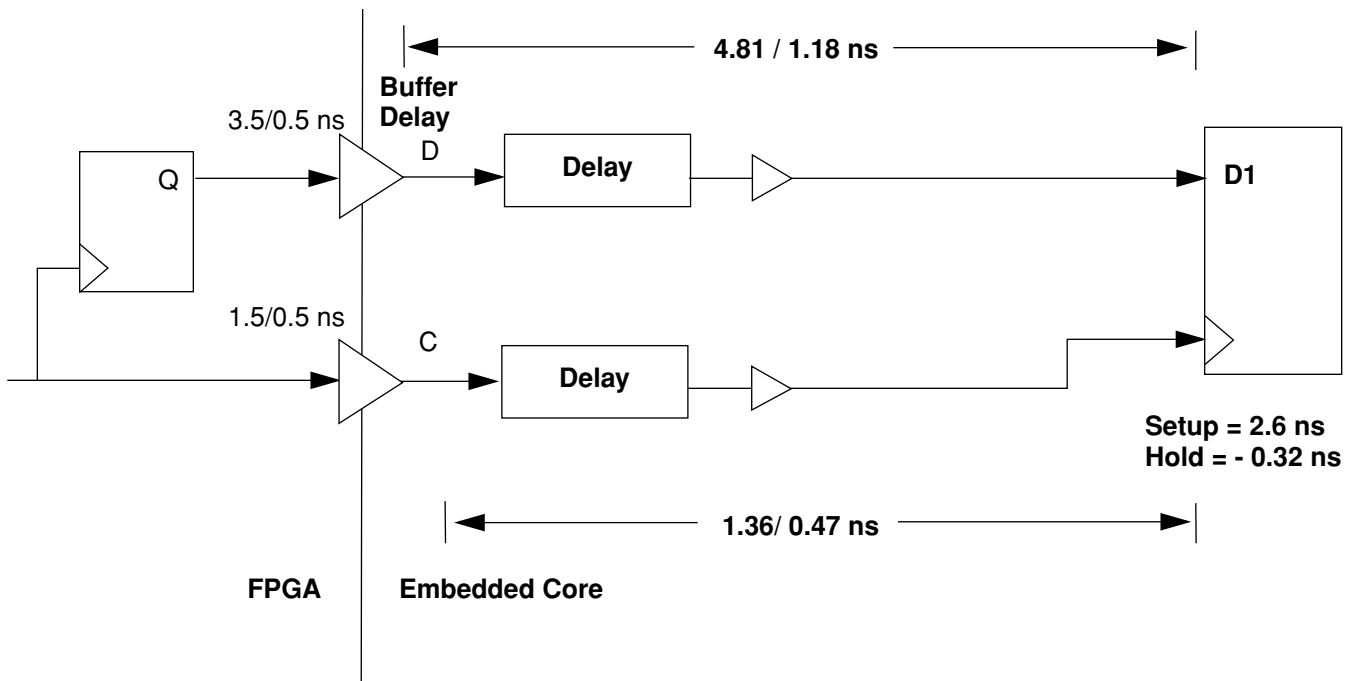 4.81 / 1.18 ns
Buffer
Delay
3.5/0.5 ns
D
Delay
Q
D1
1.5/0.5 ns
C
Delay
Setup = 2.6 ns
Hold = - 0.32 ns
1.36/ 0.47 ns
FPGA
Embedded Core